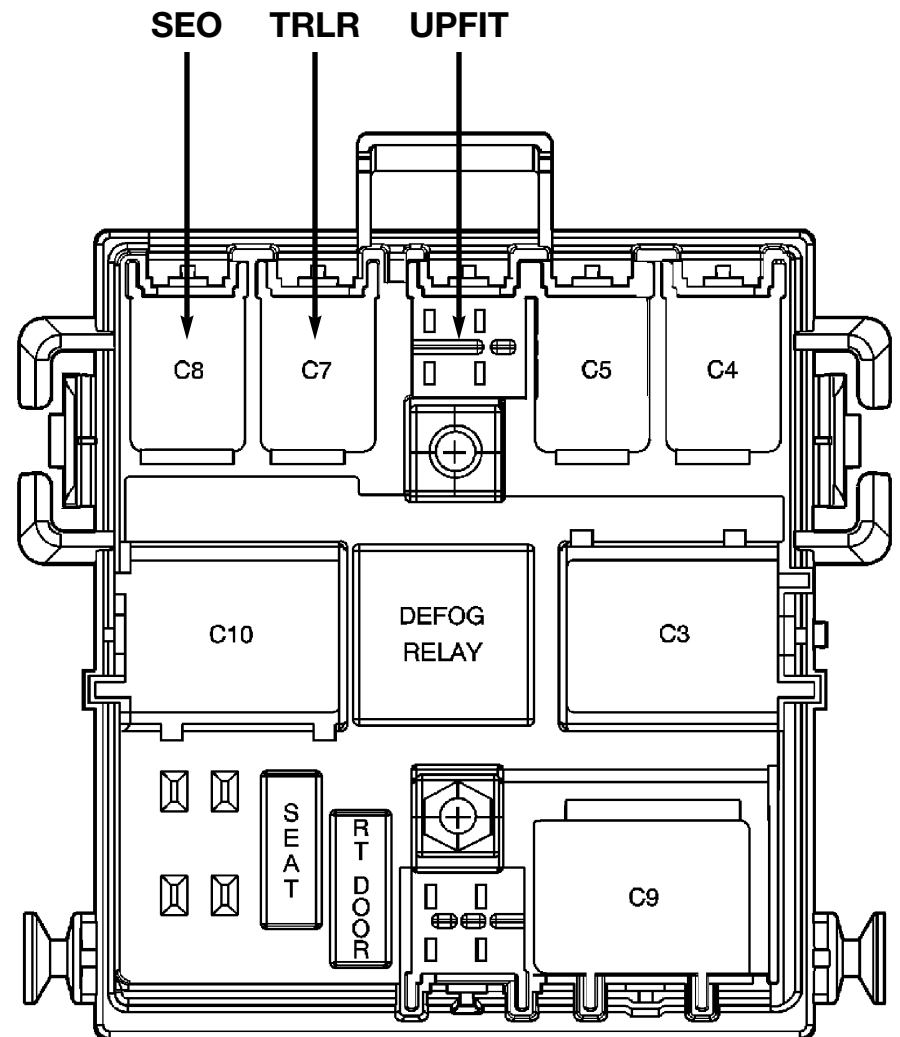 SEO TRLR UPFIT
C8 C7 C5 C4
C10
DEFOG
RELAY
C3
SEAT
RT DOOR
C9